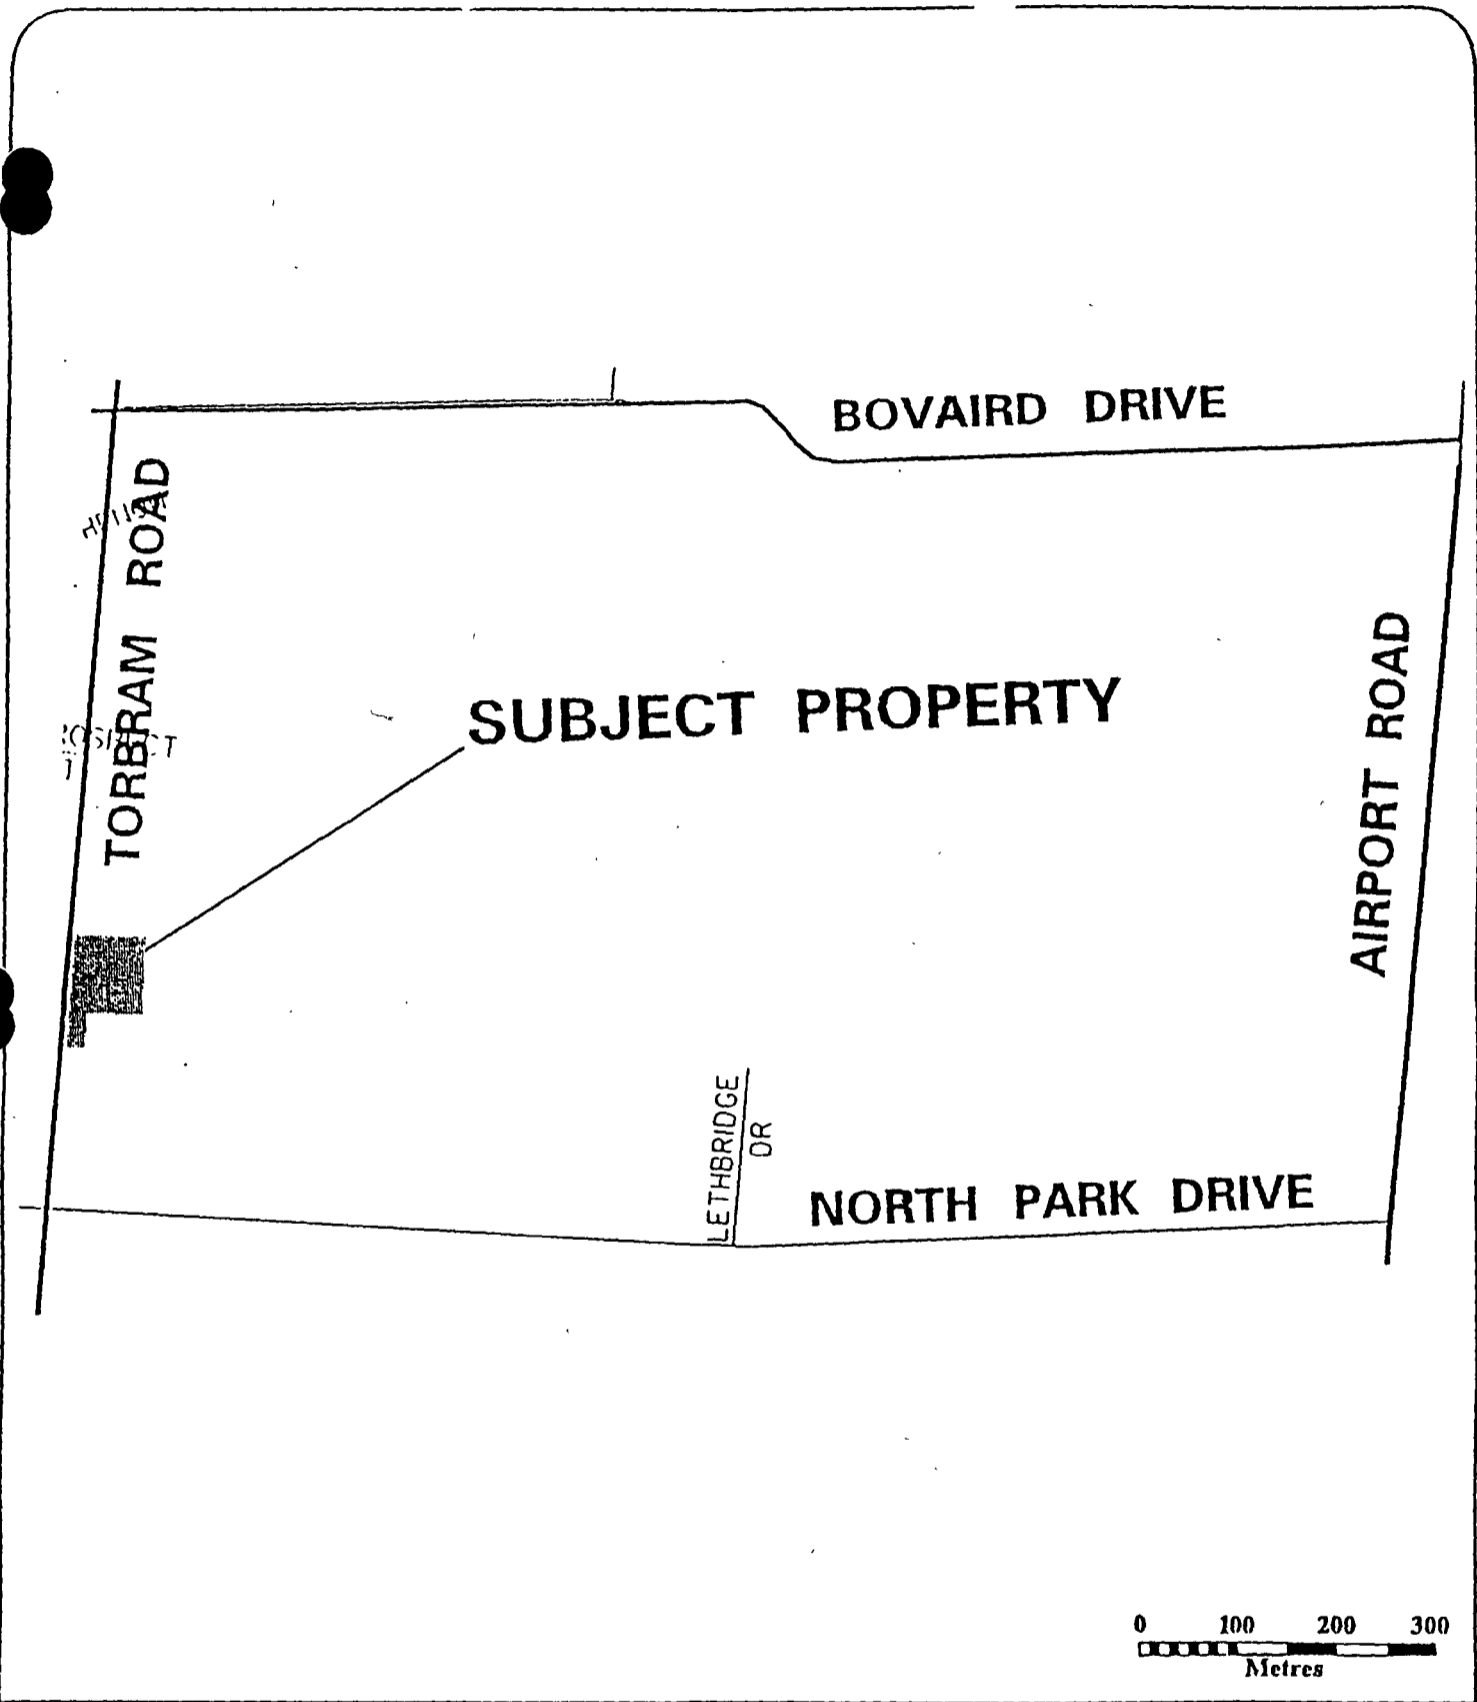 BOVAIRD DRIVE
TORBRAM ROAD
SUBJECT PROPERTY
AIRPORT ROAD
LETHBRIDGE
DR
NORTH PARK DRIVE
0 100 200 300
Metres